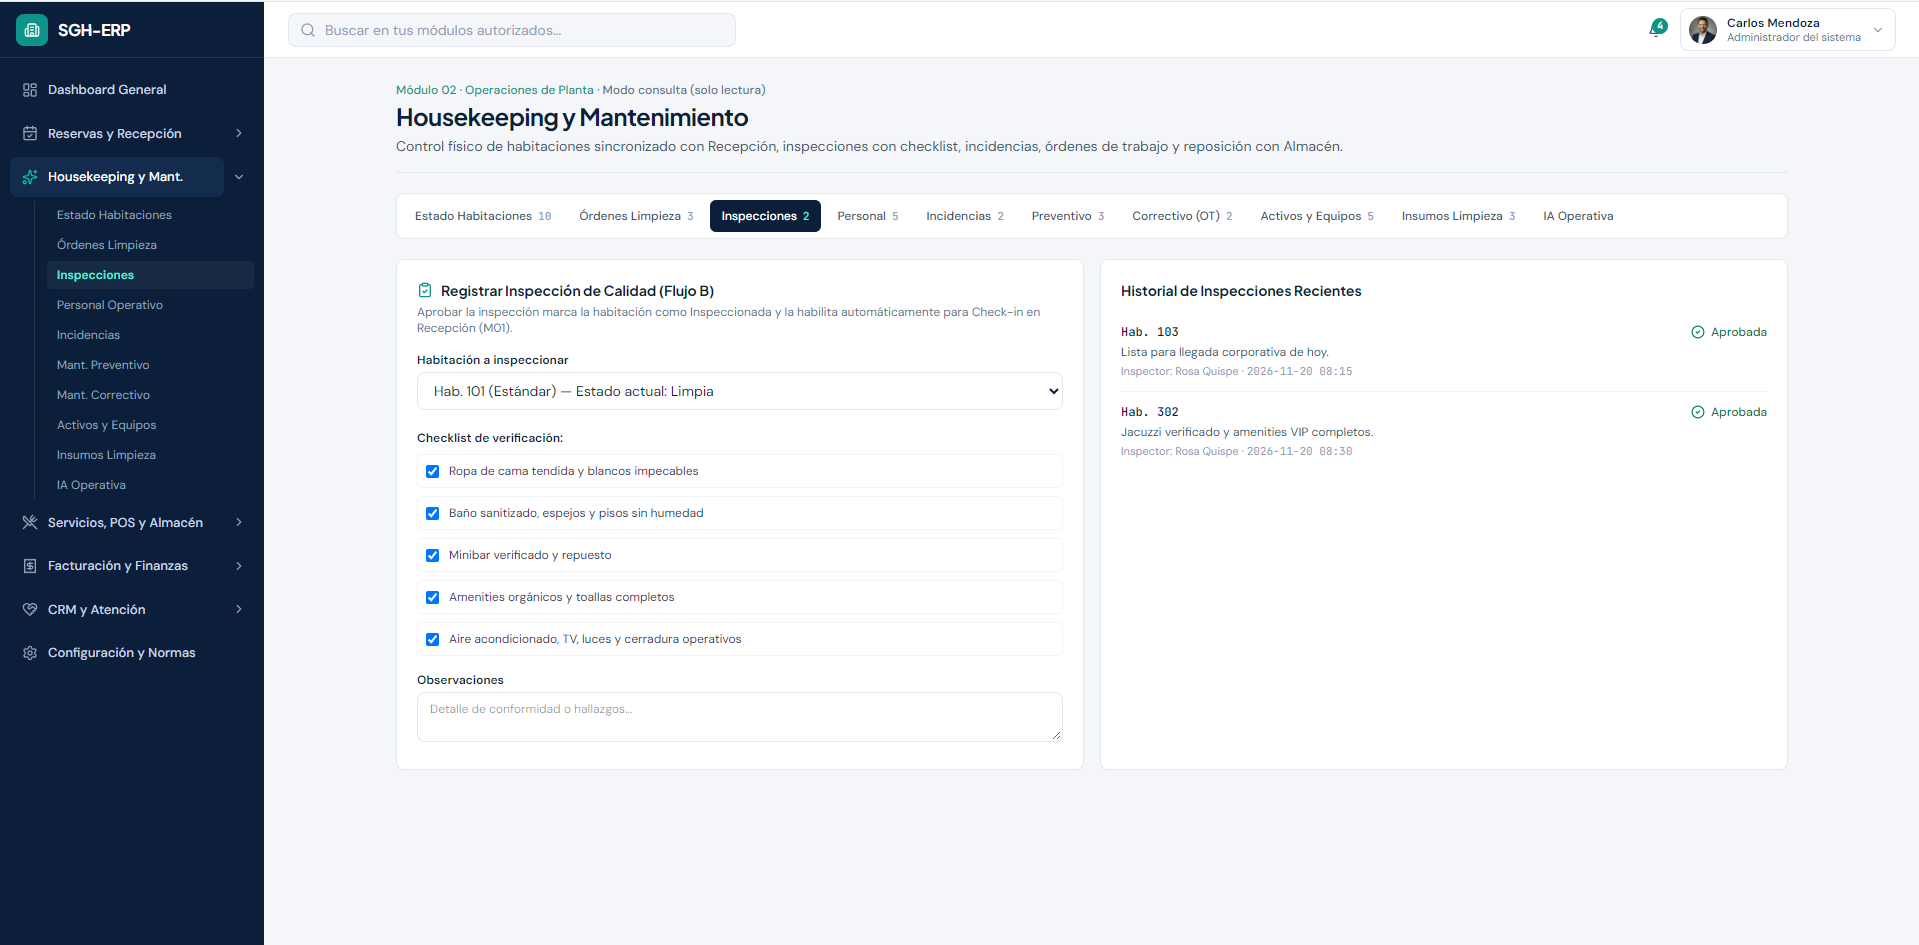 SGH-ERP
Buscar en tus módulos autorizados...
4
Carlos Mendoza
Administrador del sistema
Dashboard General
Reservas y Recepción
Housekeeping y Mant.
Estado Habitaciones
Órdenes Limpieza
Inspecciones
Personal Operativo
Incidencias
Mant. Preventivo
Mant. Correctivo
Activos y Equipos
Insumos Limpieza
IA Operativa
Servicios, POS y Almacén
Facturación y Finanzas
CRM y Atención
Configuración y Normas
Módulo 02 · Operaciones de Planta · Modo consulta (solo lectura)
Housekeeping y Mantenimiento
Control físico de habitaciones sincronizado con Recepción, inspecciones con checklist, incidencias, órdenes de trabajo y reposición con Almacén.
Estado Habitaciones 10 Órdenes Limpieza 3 Inspecciones 2 Personal 5 Incidencias 2 Preventivo 3 Correctivo (OT) 2 Activos y Equipos 5 Insumos Limpieza 3 IA Operativa
Registrar Inspección de Calidad (Flujo B)
Aprobar la inspección marca la habitación como Inspeccionada y la habilita automáticamente para Check-in en
Recepción (M01).
Habitación a inspeccionar
Hab. 101 (Estándar) — Estado actual: Limpia
Checklist de verificación:
Ropa de cama tendida y blancos impecables
Baño sanitizado, espejos y pisos sin humedad
Minibar verificado y repuesto
Amenities orgánicos y toallas completos
Aire acondicionado, TV, luces y cerradura operativos
Observaciones
Detalle de conformidad o hallazgos...
Historial de Inspecciones Recientes
Hab. 103 Aprobada
Lista para llegada corporativa de hoy.
Inspector: Rosa Quispe · 2026-11-20 08:15
Hab. 302 Aprobada
Jacuzzi verificado y amenities VIP completos.
Inspector: Rosa Quispe · 2026-11-20 08:30